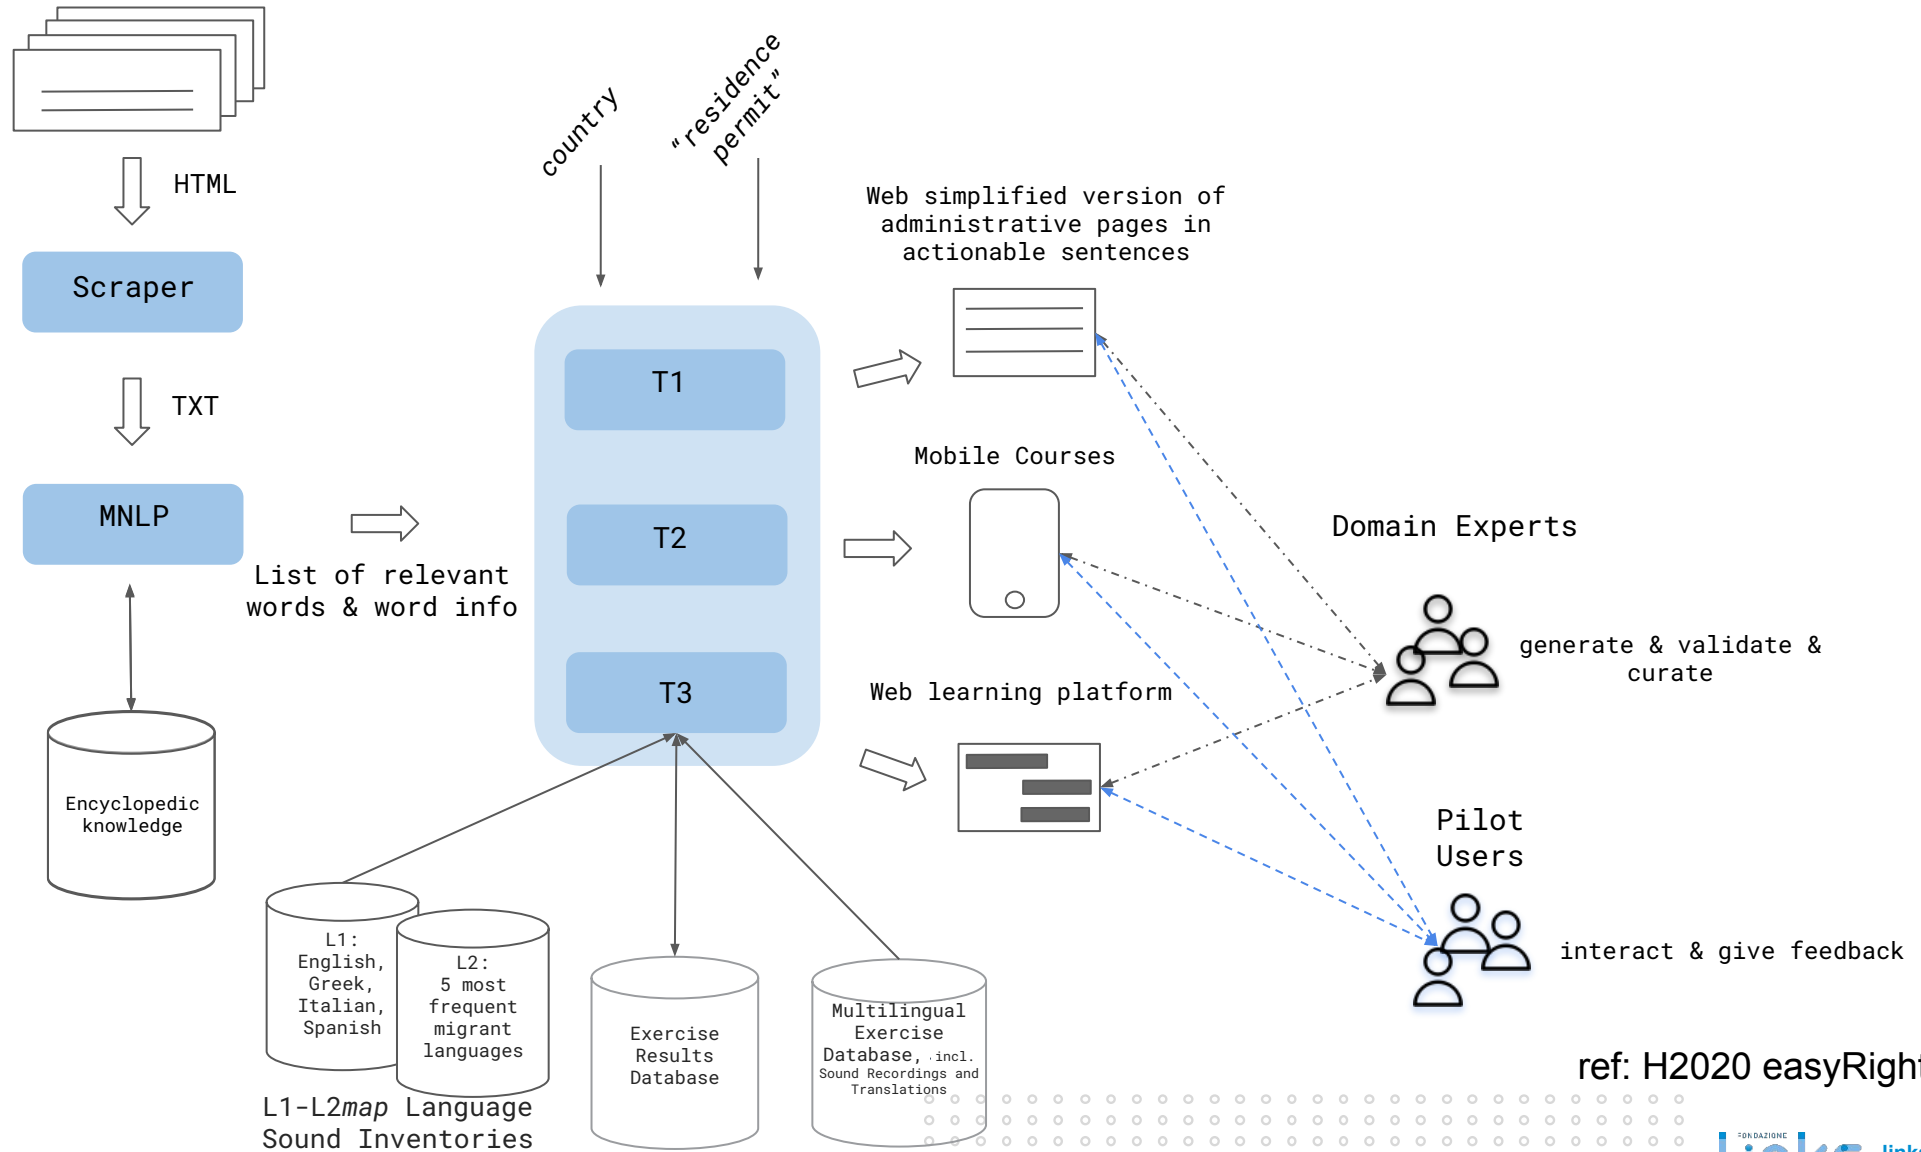 HTML
Scraper
TXT
MNLP
List of relevant
words & word info
Encyclopedic
knowledge
country
“residence
permit”
T1
T2
T3
Web simplified version of
administrative pages in
actionable sentences
Mobile Courses
Web learning platform
Domain Experts
generate & validate &
curate
Pilot
Users
interact & give feedback
L1:
English,
Greek,
Italian,
Spanish
L2:
5 most
frequent
migrant
languages
L1-L2map Language
Sound Inventories
Exercise
Results
Database
Multilingual
Exercise
Database, incl.
Sound Recordings and
Translations
ref: H2020 easyRight
FONDAZIONE